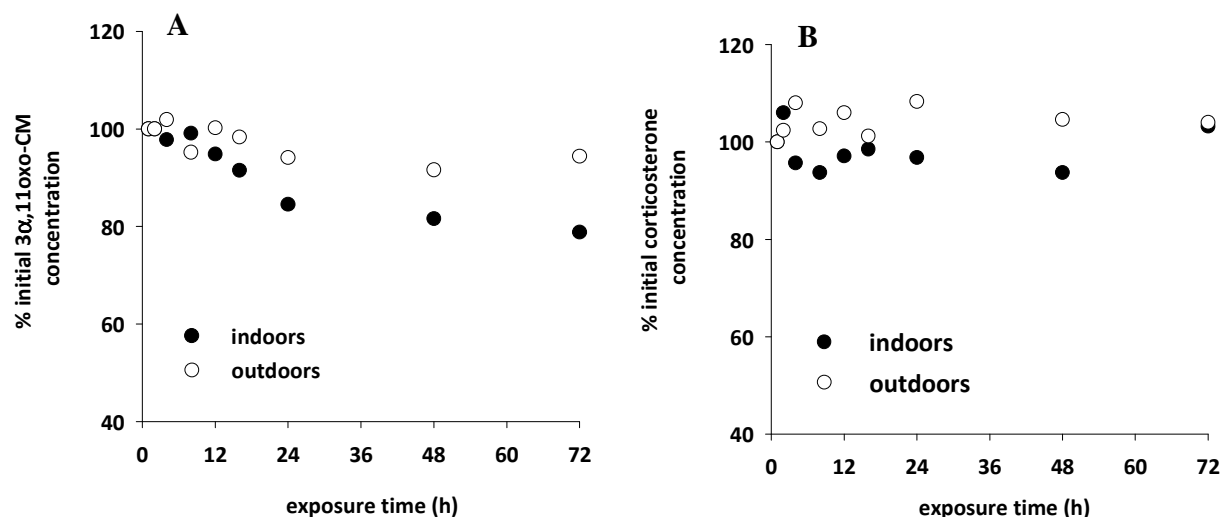 A
120
100
80
60
40
% initial 3α,11oxo-CM
concentration
indoors
outdoors
0 12 24 36 48 60 72
exposure time (h)
B
120
100
80
60
40
% initial corticosterone
concentration
indoors
outdoors
0 12 24 36 48 60 72
exposure time (h)